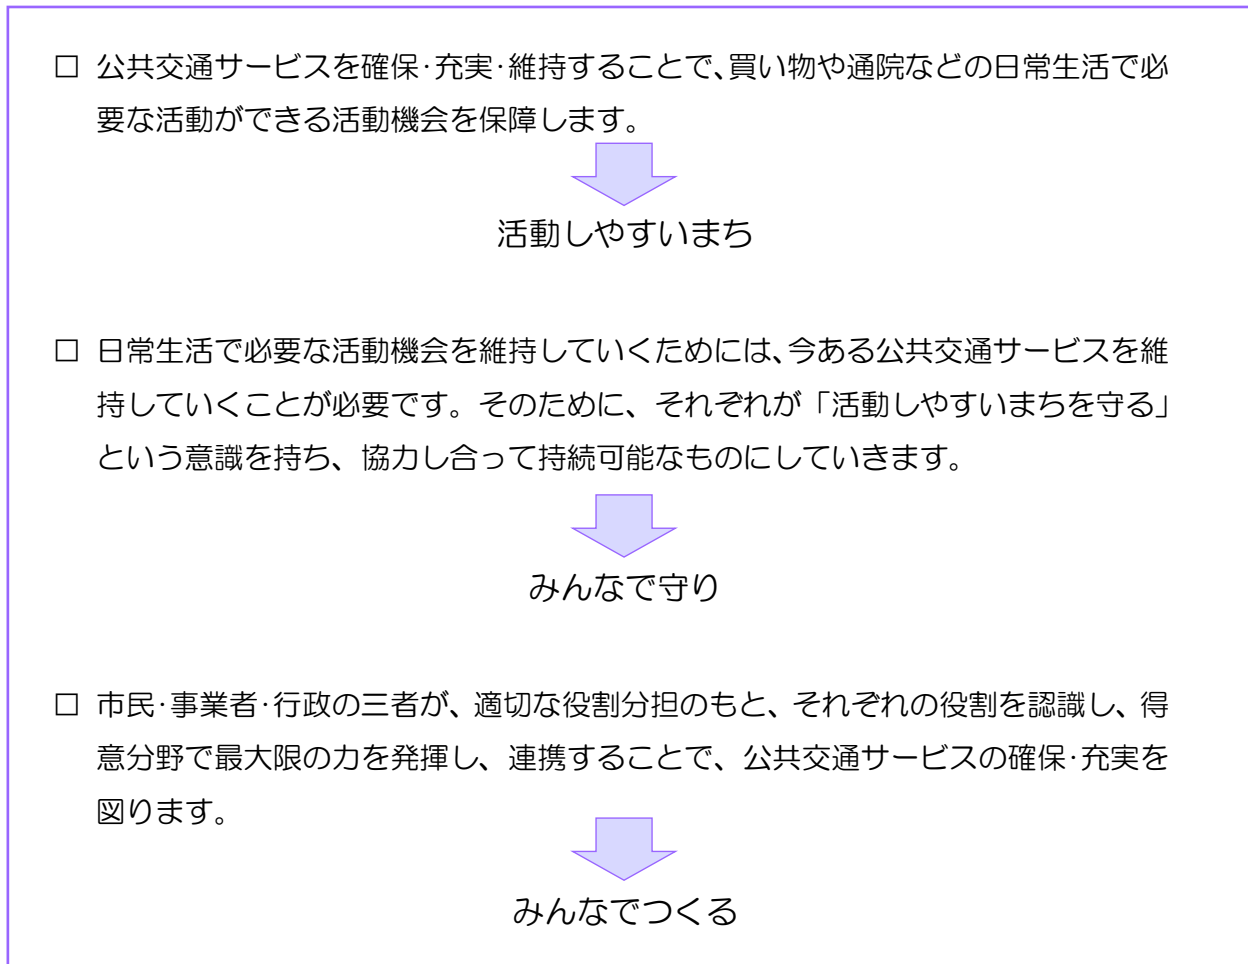 □ 公共交通サービスを確保･充実･維持することで、買い物や通院などの日常生活で必
要な活動ができる活動機会を保障します。
活動しやすいまち
□ 日常生活で必要な活動機会を維持していくためには、今ある公共交通サービスを維
持していくことが必要です。そのために、それぞれが「活動しやすいまちを守る」
という意識を持ち、協力し合って持続可能なものにしていきます。
みんなで守り
□ 市民･事業者･行政の三者が、適切な役割分担のもと、それぞれの役割を認識し、得
意分野で最大限の力を発揮し、連携することで、公共交通サービスの確保･充実を
図ります。
みんなでつくる